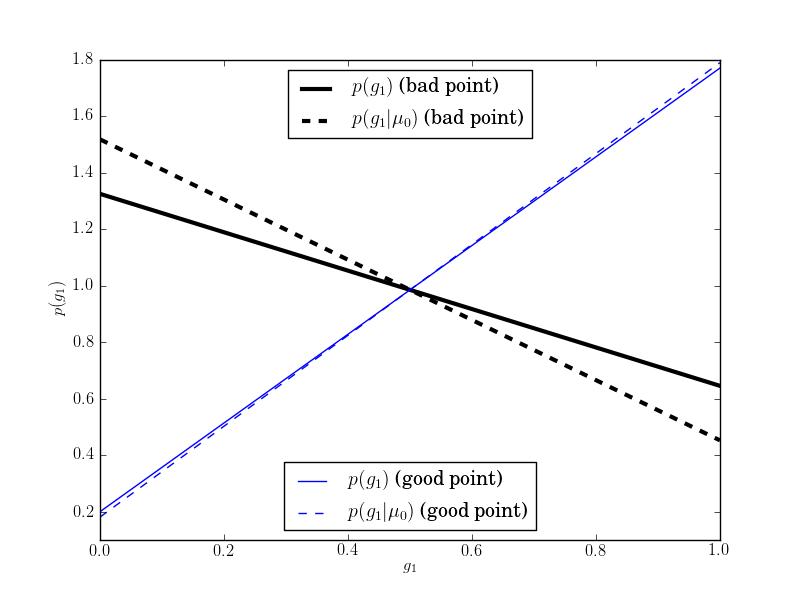 1.8
1.6
1.4
1.2
1.0
0.8
0.6
0.4
0.2
p(g₁)
p(g₁) (bad point)
p(g₁|μ₀) (bad point)
p(g₁) (good point)
p(g₁|μ₀) (good point)
0.0 0.2 0.4 0.6 0.8 1.0
g₁